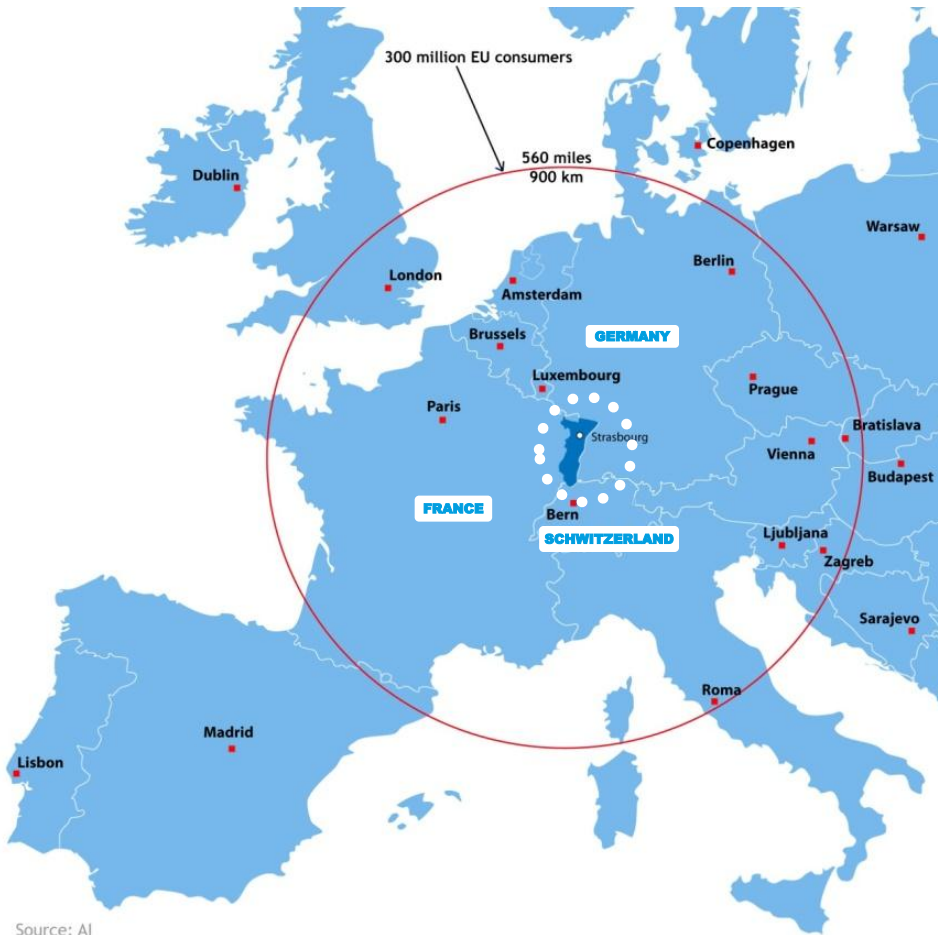 300 million EU consumers
560 miles
900 km
Copenhagen
Dublin
Warsaw
Berlin
London
Amsterdam
Brussels
GERMANY
Luxembourg
Prague
Paris
Strasbourg
Bratislava
Vienna
Budapest
FRANCE
Bern
SCHWITZERLAND
Ljubljana
Zagreb
Sarajevo
Roma
Madrid
Lisbon
Source: AI